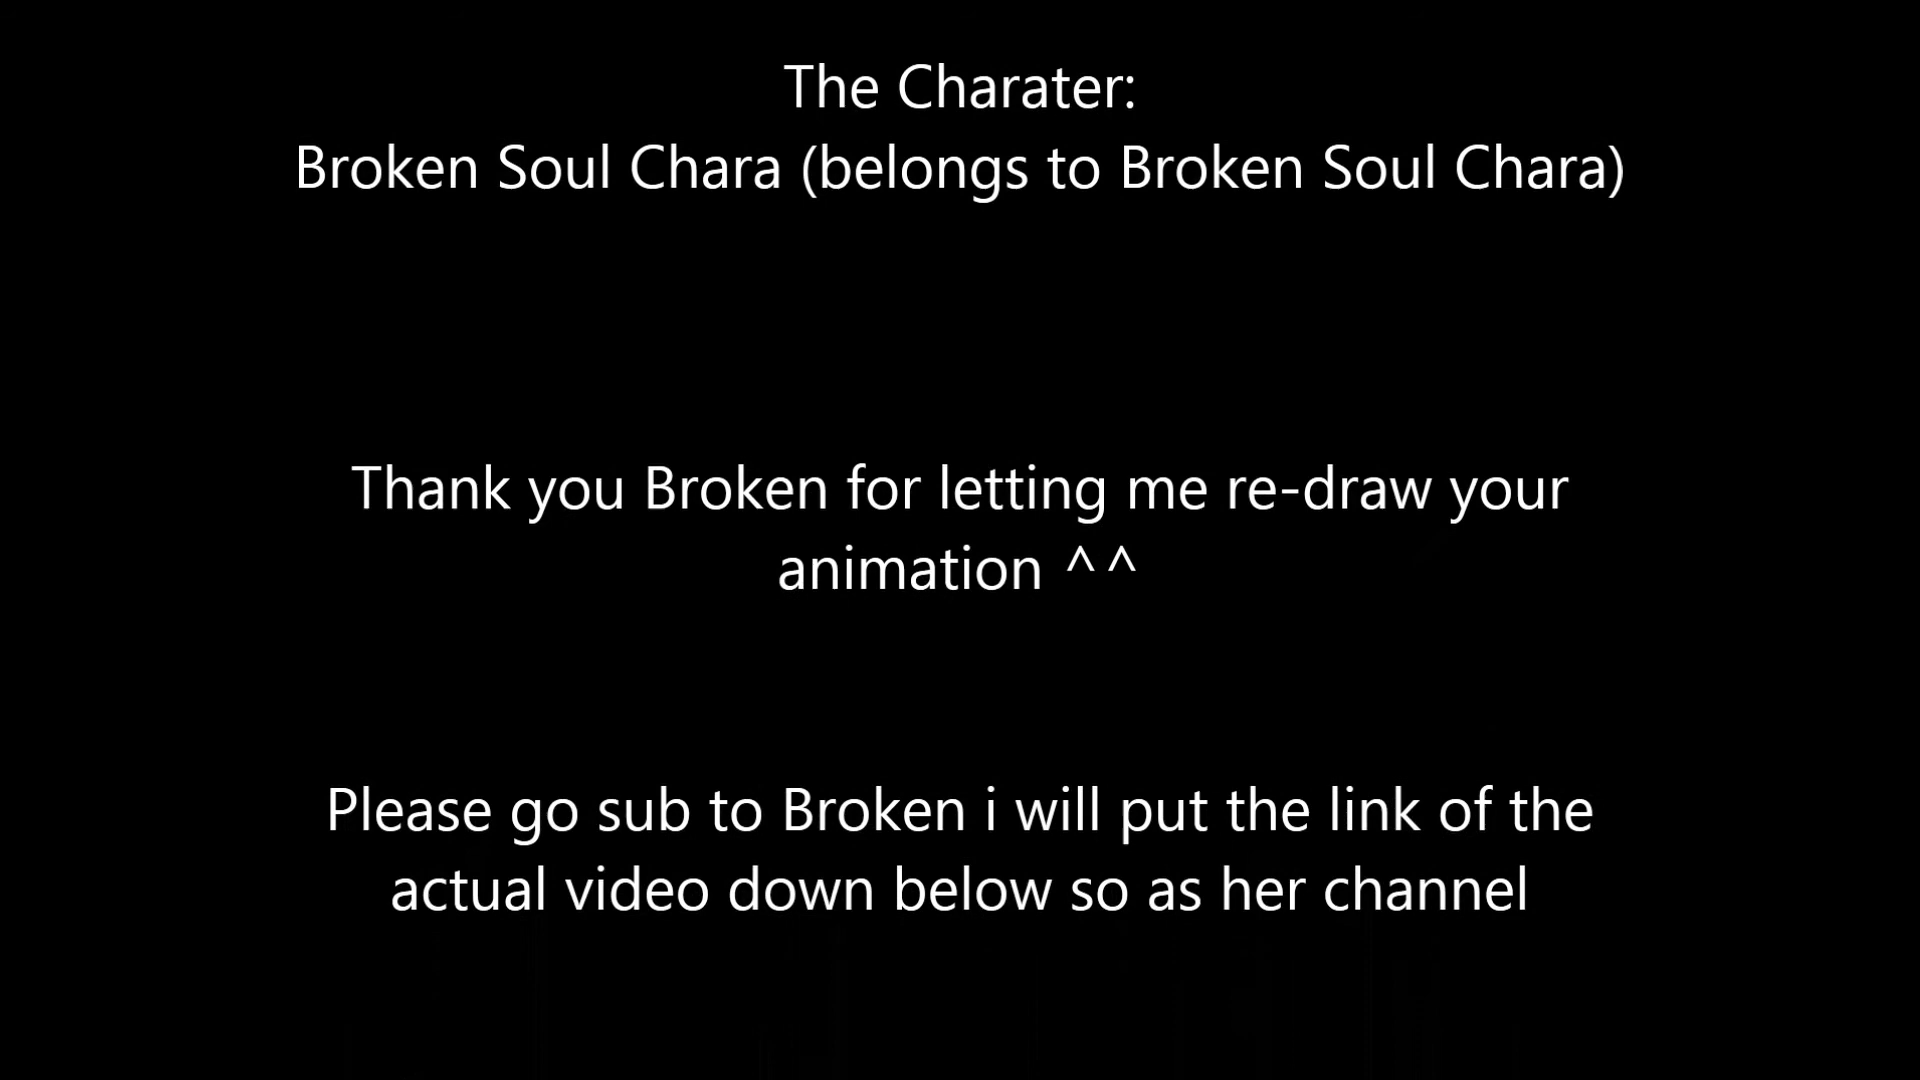 The Charater:
Broken Soul Chara (belongs to Broken Soul Chara)
Thank you Broken for letting me re-draw your
animation ^^
Please go sub to Broken i will put the link of the
actual video down below so as her channel